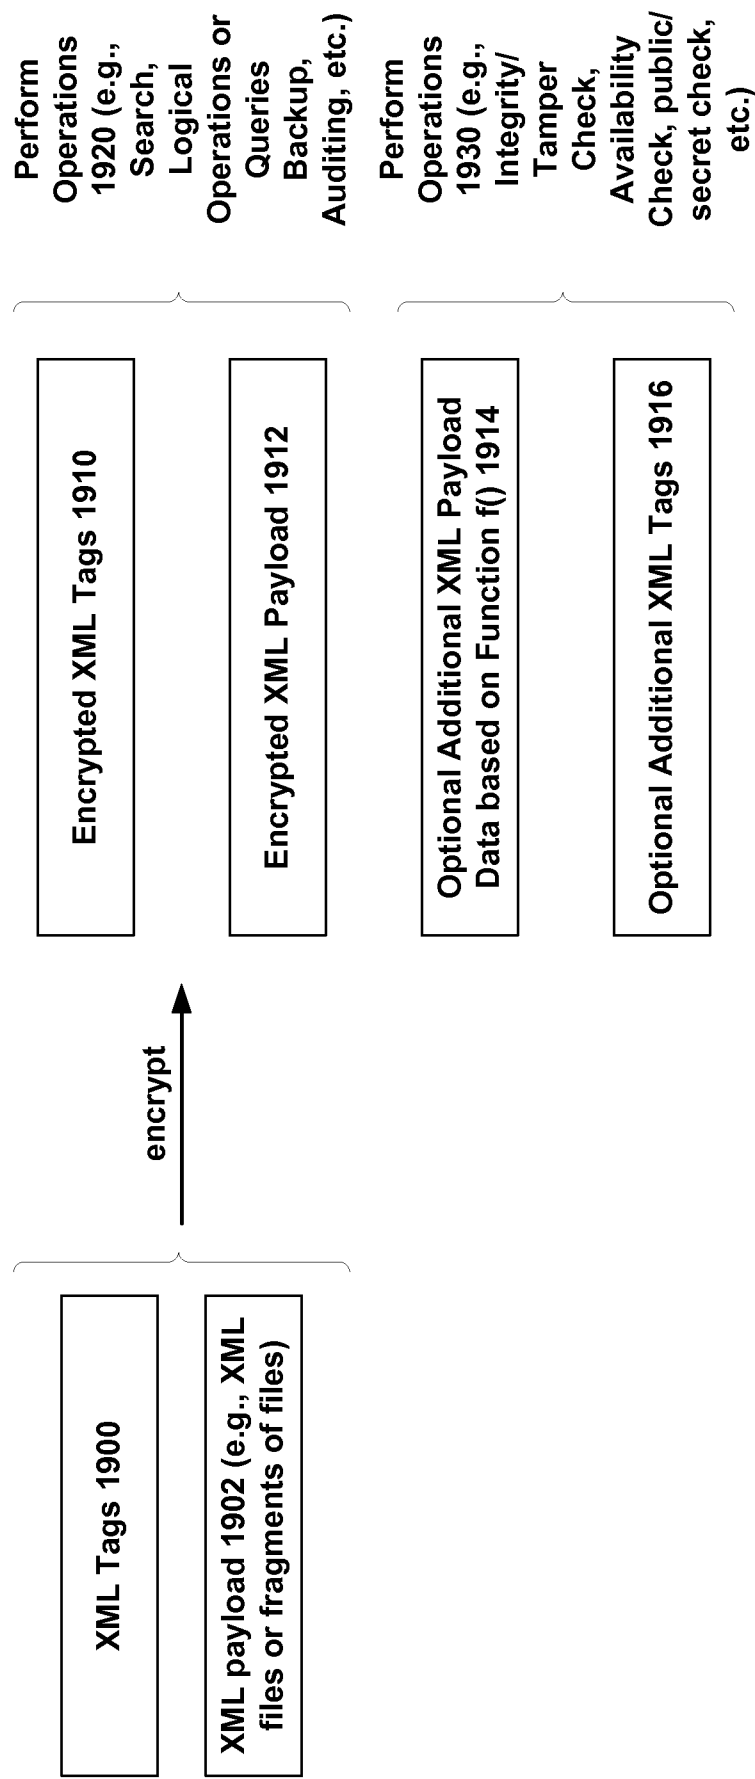 XML Tags 1900
XML payload 1902 (e.g., XML
files or fragments of files)
encrypt
Encrypted XML Tags 1910
Encrypted XML Payload 1912
Optional Additional XML Payload
Data based on Function f() 1914
Optional Additional XML Tags 1916
Perform
Operations
1920 (e.g.,
Search,
Logical
Operations or
Queries
Backup,
Auditing, etc.)
Perform
Operations
1930 (e.g.,
Integrity/
Tamper
Check,
Availability
Check, public/
secret check,
etc.)